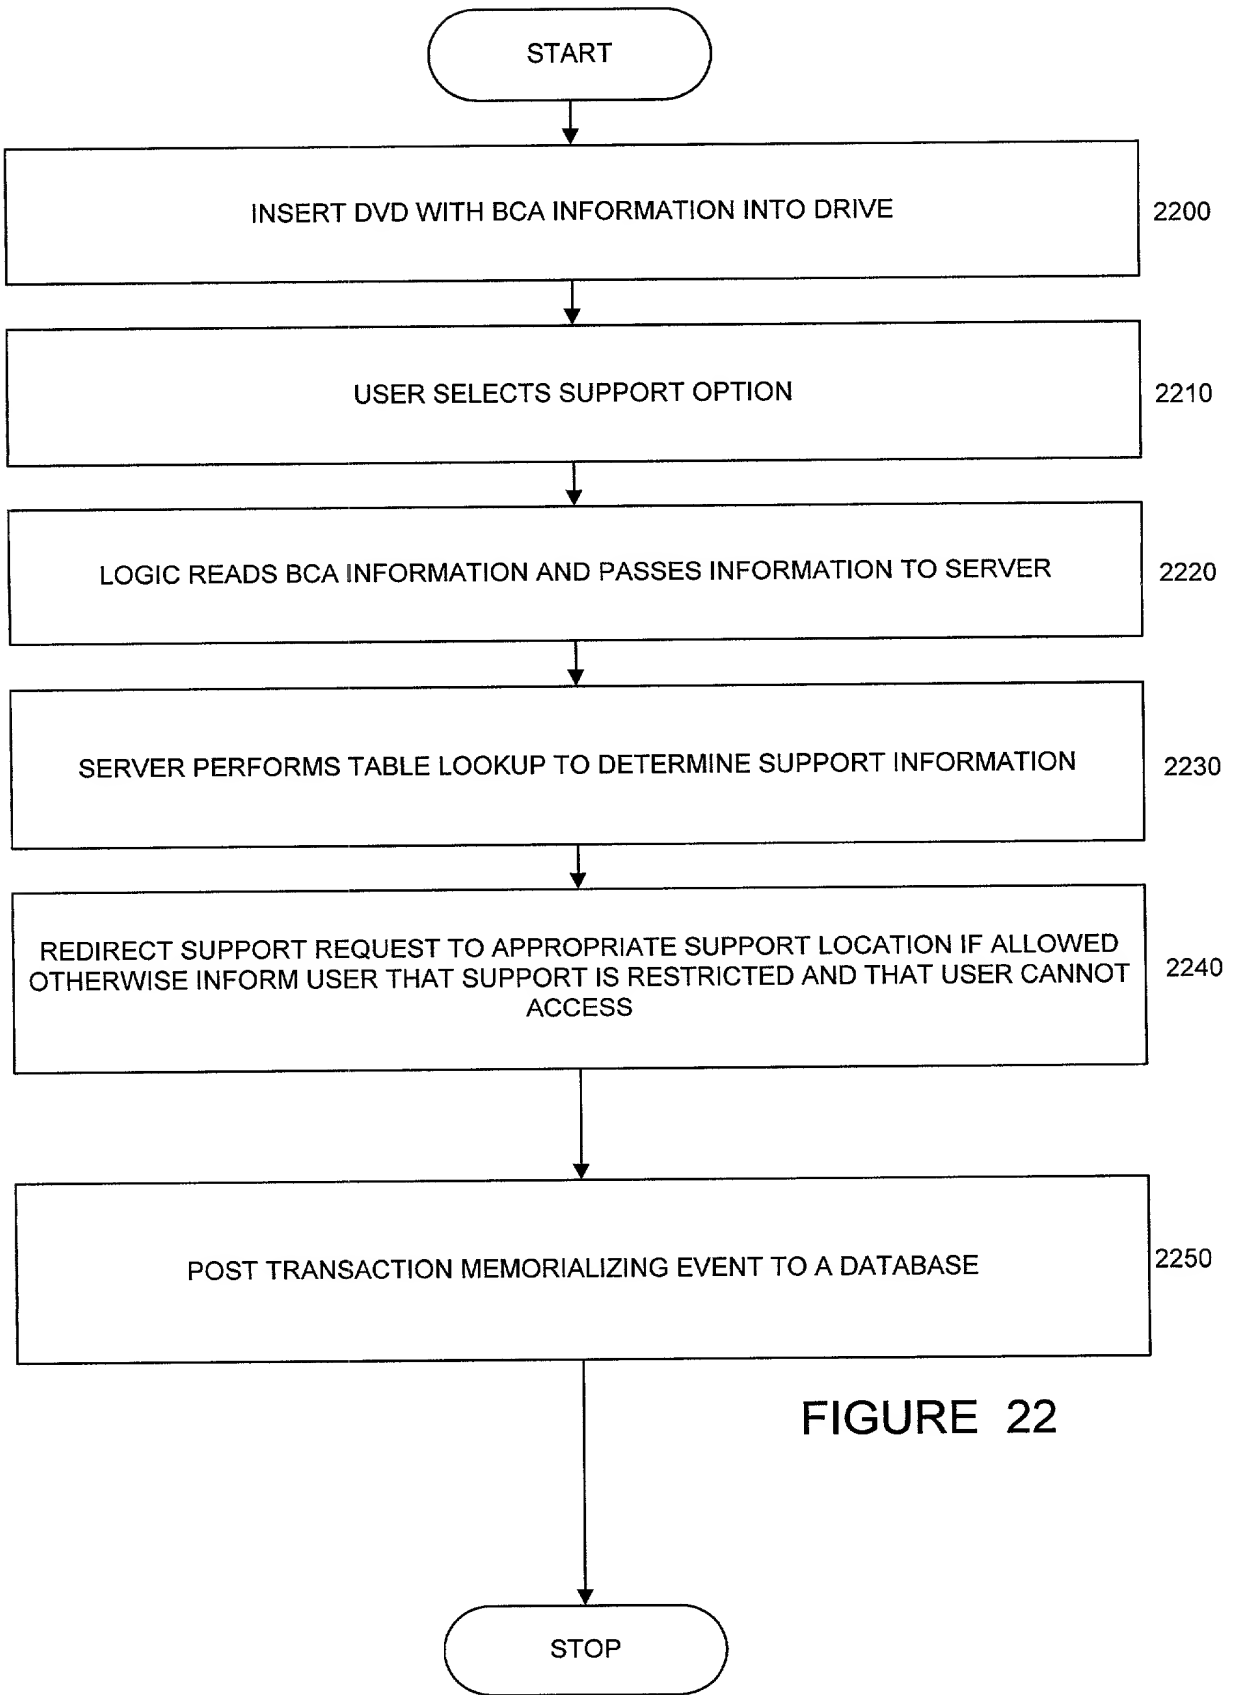 START
INSERT DVD WITH BCA INFORMATION INTO DRIVE
2200
USER SELECTS SUPPORT OPTION
2210
LOGIC READS BCA INFORMATION AND PASSES INFORMATION TO SERVER
2220
SERVER PERFORMS TABLE LOOKUP TO DETERMINE SUPPORT INFORMATION
2230
REDIRECT SUPPORT REQUEST TO APPROPRIATE SUPPORT LOCATION IF ALLOWED
OTHERWISE INFORM USER THAT SUPPORT IS RESTRICTED AND THAT USER CANNOT
ACCESS
2240
POST TRANSACTION MEMORIALIZING EVENT TO A DATABASE
2250
FIGURE 22
STOP